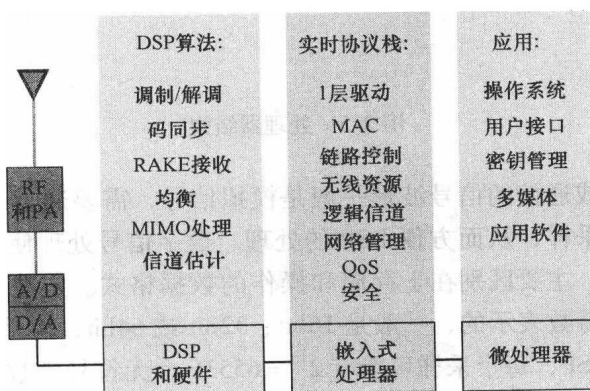 DSP算法:
调制/解调
码同步
RAKE接收
均衡
MIMO处理
信道估计
实时协议栈:
1层驱动
MAC
链路控制
无线资源
逻辑信道
网络管理
QoS
安全
应用:
操作系统
用户接口
密钥管理
多媒体
应用软件
RF
和PA
A/D
D/A
DSP
和硬件
嵌入式
处理器
微处理器